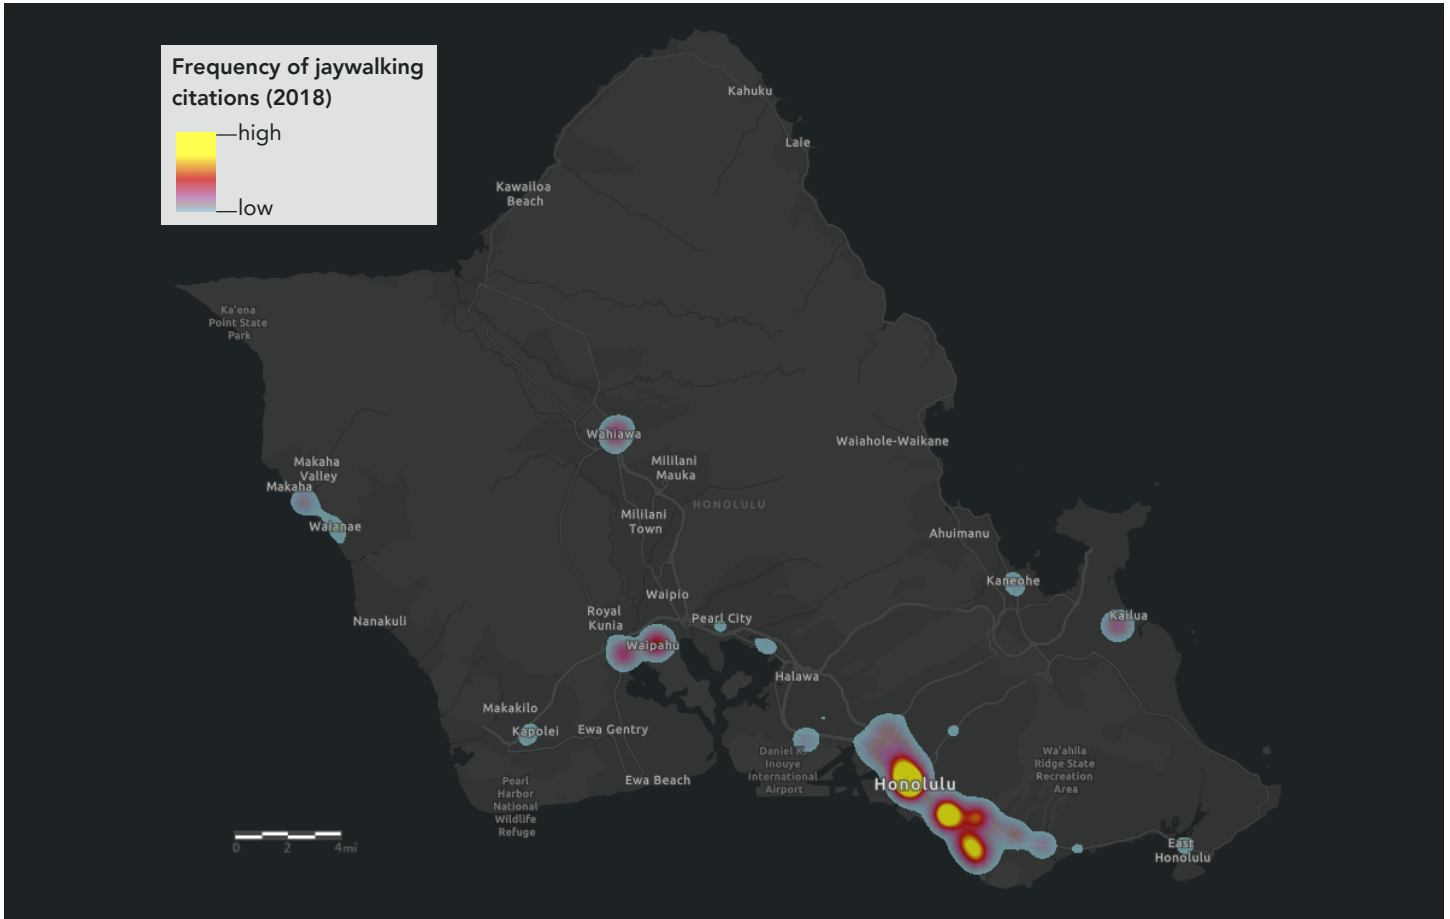 Frequency of jaywalking
citations (2018)
high
low
Kahuku
Laie
Kawailoa
Beach
Ka'ena
Point State
Park
Wahiawa
Waiahole-Waikane
Makaha
Valley
Mililani
Mauka
Makaha
HONOLULU
Mililani
Town
Waianae
Ahuimanu
Kaneohe
Waipio
Royal
Kunia
Pearl City
Kailua
Nanakuli
Waipahu
Halawa
Makakilo
Kapolei
Ewa Gentry
Daniel K.
Inouye
International
Airport
Wa'ahila
Ridge State
Recreation
Area
Ewa Beach
Honolulu
Pearl
Harbor
National
Wildlife
Refuge
East
Honolulu
0 2 4mi